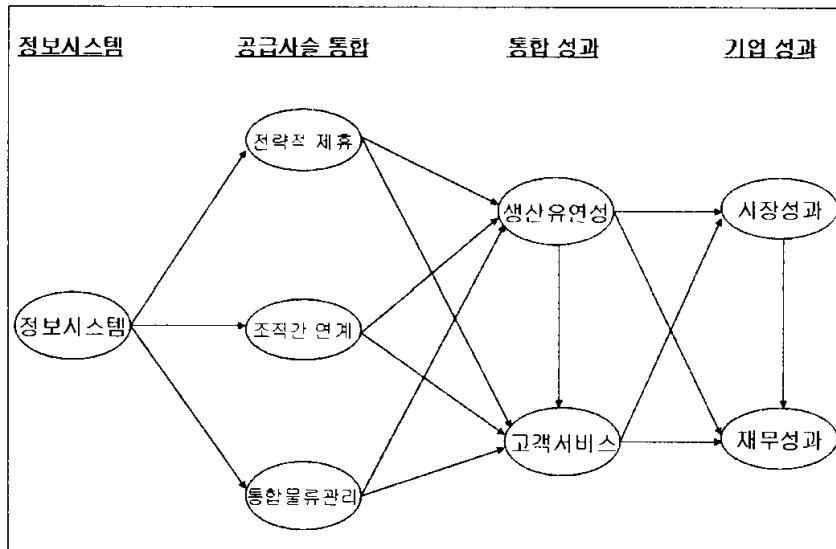 정보시스템 공급사슬 통합 통합 성과 기업 성과
전략적 제휴
생산유연성 시장성과
정보시스템 조직간 연계
고객서비스 재무성과
통합물류관리